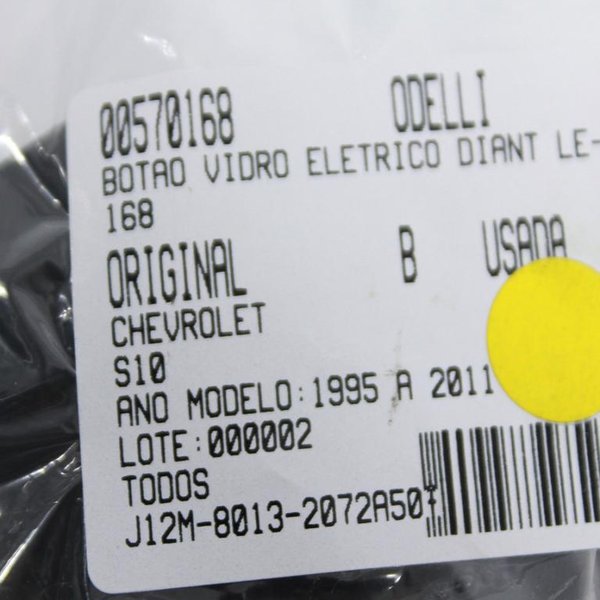 00570168 ODELLI
BOTAO VIDRO ELETRICO DIANT LE-
168
ORIGINAL B USADA
CHEVROLET
S10
ANO MODELO:1995 A 2011
LOTE:000002
TODOS
J12M-8013-2072A50T